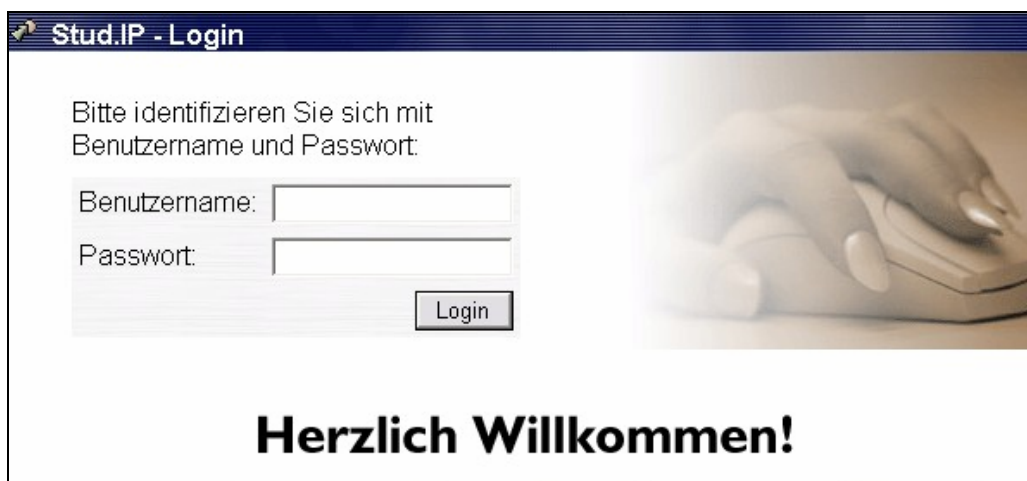 Stud.IP - Login
Bitte identifizieren Sie sich mit
Benutzername und Passwort:
Benutzername:
Passwort:
Login
Herzlich Willkommen!